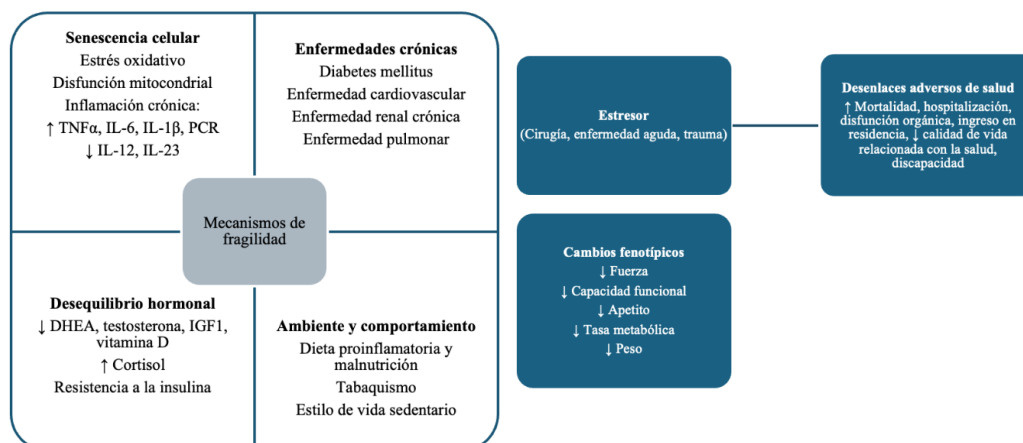 Senescencia celular
Estrés oxidativo
Disfunción mitocondrial
Inflamación crónica:
↑ TNFα, IL-6, IL-1β, PCR
↓ IL-12, IL-23
Enfermedades crónicas
Diabetes mellitus
Enfermedad cardiovascular
Enfermedad renal crónica
Enfermedad pulmonar
Mecanismos de
fragilidad
Desequilibrio hormonal
↓ DHEA, testosterona, IGF1,
vitamina D
↑ Cortisol
Resistencia a la insulina
Ambiente y comportamiento
Dieta proinflamatoria y
malnutrición
Tabaquismo
Estilo de vida sedentario
Estresor
(Cirugía, enfermedad aguda, trauma)
Desenlaces adversos de salud
↑ Mortalidad, hospitalización,
disfunción orgánica, ingreso en
residencia, ↓ calidad de vida
relacionada con la salud,
discapacidad
Cambios fenotípicos
↓ Fuerza
↓ Capacidad funcional
↓ Apetito
↓ Tasa metabólica
↓ Peso